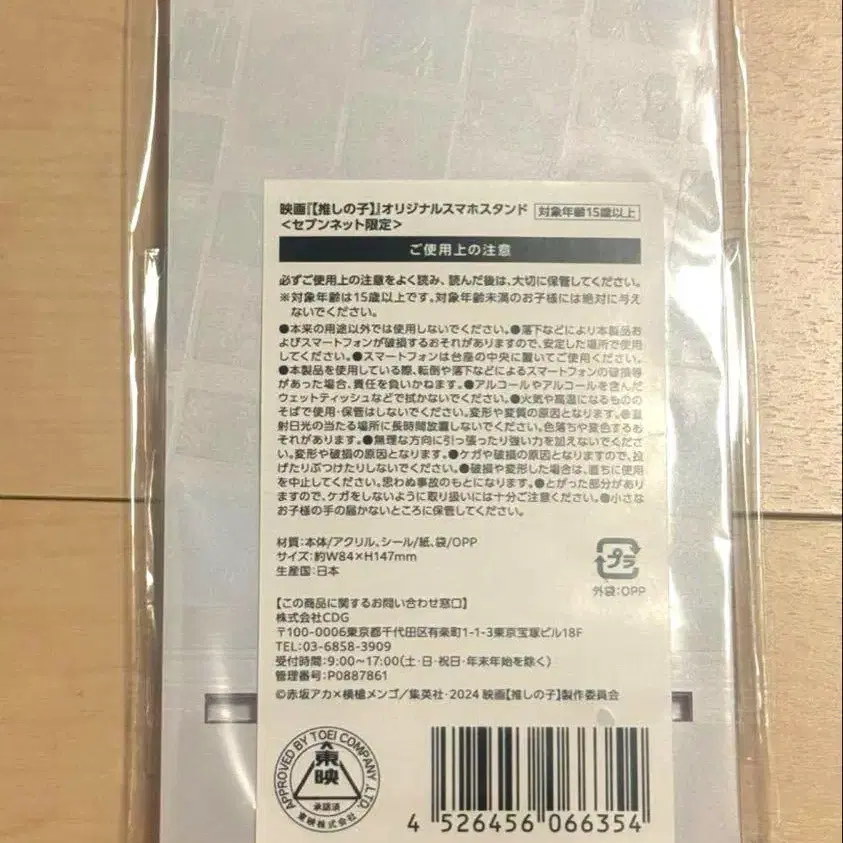 映画『【推しの子】』オリジナルスマホスタンド 対象年齢15歳以上
＜セブンネット限定＞
ご使用上の注意
必ずご使用上の注意をよく読み、読んだ後は、大切に保管してください。
※対象年齢は15歳以上です。対象年齢未満のお子様には絶対に与え
ないでください。
●本来の用途以外では使用しないでください。●落下などにより本製品お
よびスマートフォンが破損するおそれがありますので、安定した場所で使用
してください。●スマートフォンは台座の中央に置いてご使用ください。
●本製品を使用している際、転倒や落下などによるスマートフォンの破損等
があった場合、責任を負いかねます。●アルコールやアルコールを含んだ
ウェットティッシュなどで拭かないでください。●火気や高温になるものの
そばで使用・保管はしないでください。変形や変質の原因となります。●直
射日光の当たる場所に長時間放置しないでください。色落ちや変色するお
それがあります。●無理な方向に引っ張ったり強い力を加えないでくださ
い。変形や破損の原因となります。●ケガや破損の原因となりますので、投
げたりぶつけたりしないでください。●破損や変形した場合は、直ちに使用
を中止してください。思わぬ事故のもとになります。●とがった部分があり
ますので、ケガをしないように取り扱いには十分ご注意ください。●小さな
お子様の手の届かないところに保管してください。
材質：本体/アクリル、シール/紙、袋/OPP
サイズ：約W84×H147mm
生産国：日本
プラ
外袋：OPP
【この商品に関するお問い合わせ窓口】
株式会社CDG
〒100-0006東京都千代田区有楽町1-1-3東京宝塚ビル18F
TEL:03-6858-3909
受付時間：9:00〜17:00(土・日・祝日・年末年始を除く)
管理番号：P0887861
©赤坂アカ×横槍メンゴ／集英社・2024 映画【推しの子】製作委員会
APPROVED BY TOEI COMPANY, LTD.
東映
承認済
東映株式会社
4 526456 066354